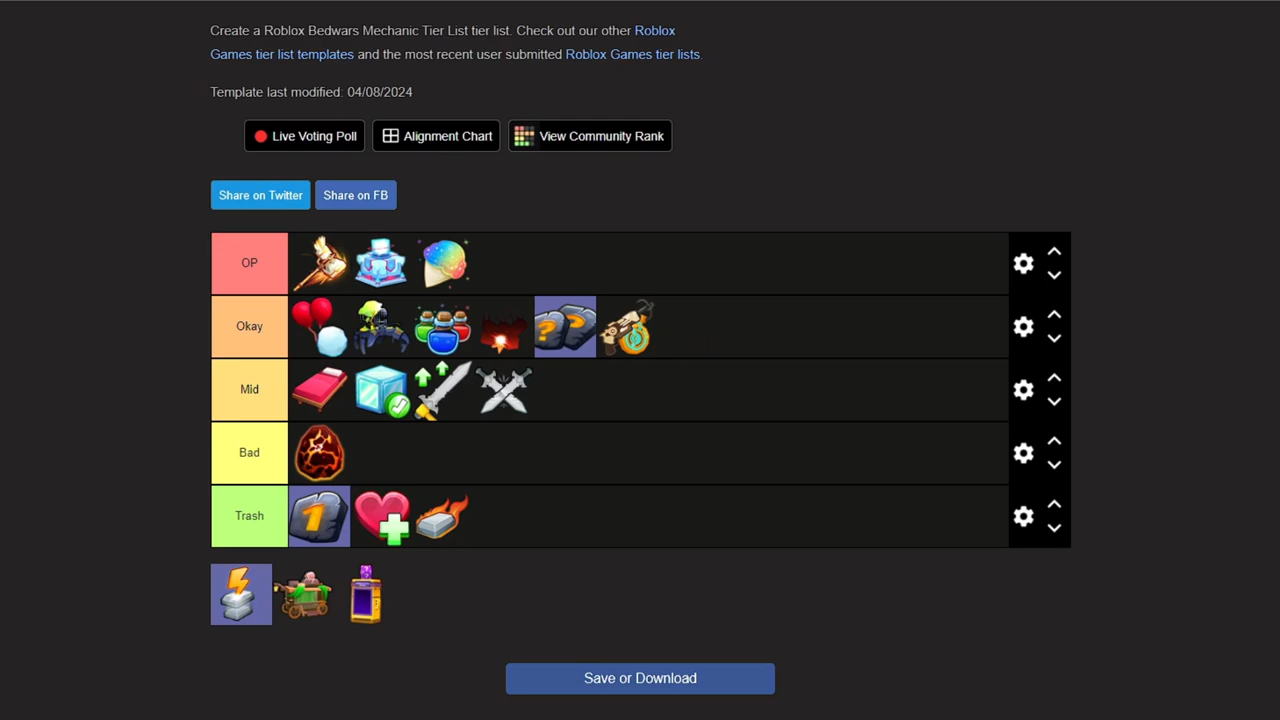 Create a Roblox Bedwars Mechanic Tier List tier list. Check out our other Roblox
Games tier list templates and the most recent user submitted Roblox Games tier lists.
Template last modified: 04/08/2024
Live Voting Poll
Alignment Chart
View Community Rank
Share on Twitter
Share on FB
OP
Okay
? ?
Mid
Bad
Trash
1
Save or Download